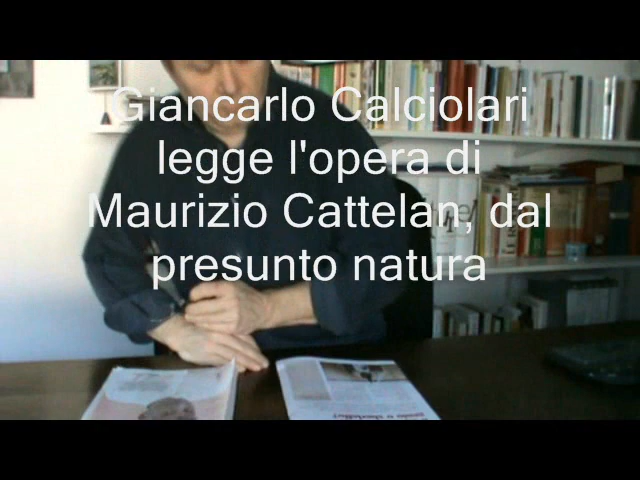 Giancarlo Calciolari
legge l'opera di
Maurizio Cattelan, dal
presunto natura